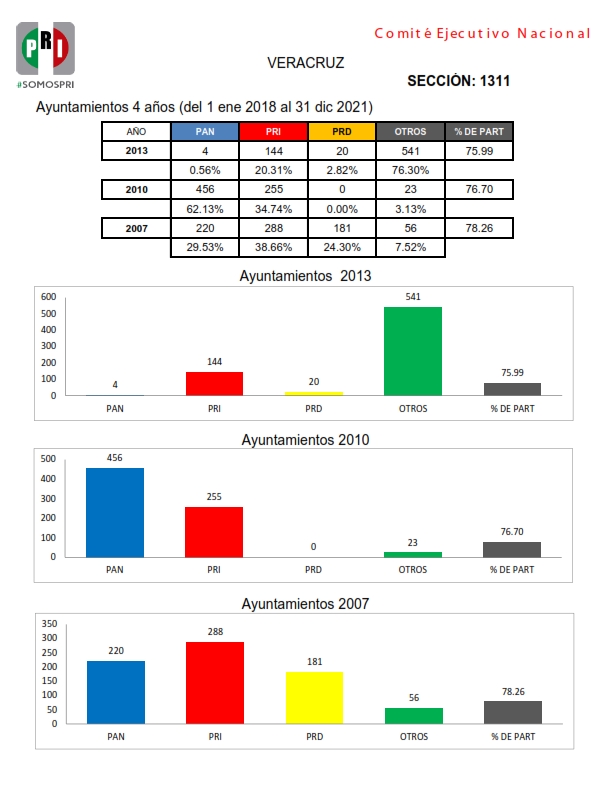 Comité Ejecutivo Nacional
PRI
#SOMOSPRI
VERACRUZ
SECCIÓN: 1311
Ayuntamientos 4 años (del 1 ene 2018 al 31 dic 2021)
AÑO PAN PRI PRD OTROS % DE PART
2013 4 144 20 541 75.99
0.56% 20.31% 2.82% 76.30%
2010 456 255 0 23 76.70
62.13% 34.74% 0.00% 3.13%
2007 220 288 181 56 78.26
29.53% 38.66% 24.30% 7.52%
Ayuntamientos 2013
600
500
400
300
200
100
0
4 144 20 541 75.99
PAN PRI PRD OTROS % DE PART
Ayuntamientos 2010
500
400
300
200
100
0
456 255 0 23 76.70
PAN PRI PRD OTROS % DE PART
Ayuntamientos 2007
350
300
250
200
150
100
50
0
220 288 181 56 78.26
PAN PRI PRD OTROS % DE PART